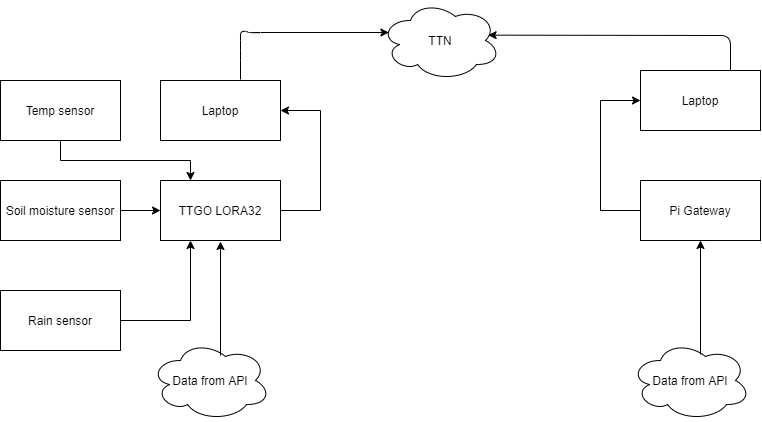 TTN
Temp sensor
Laptop
Laptop
Soil moisture sensor
TTGO LORA32
Pi Gateway
Rain sensor
Data from API
Data from API